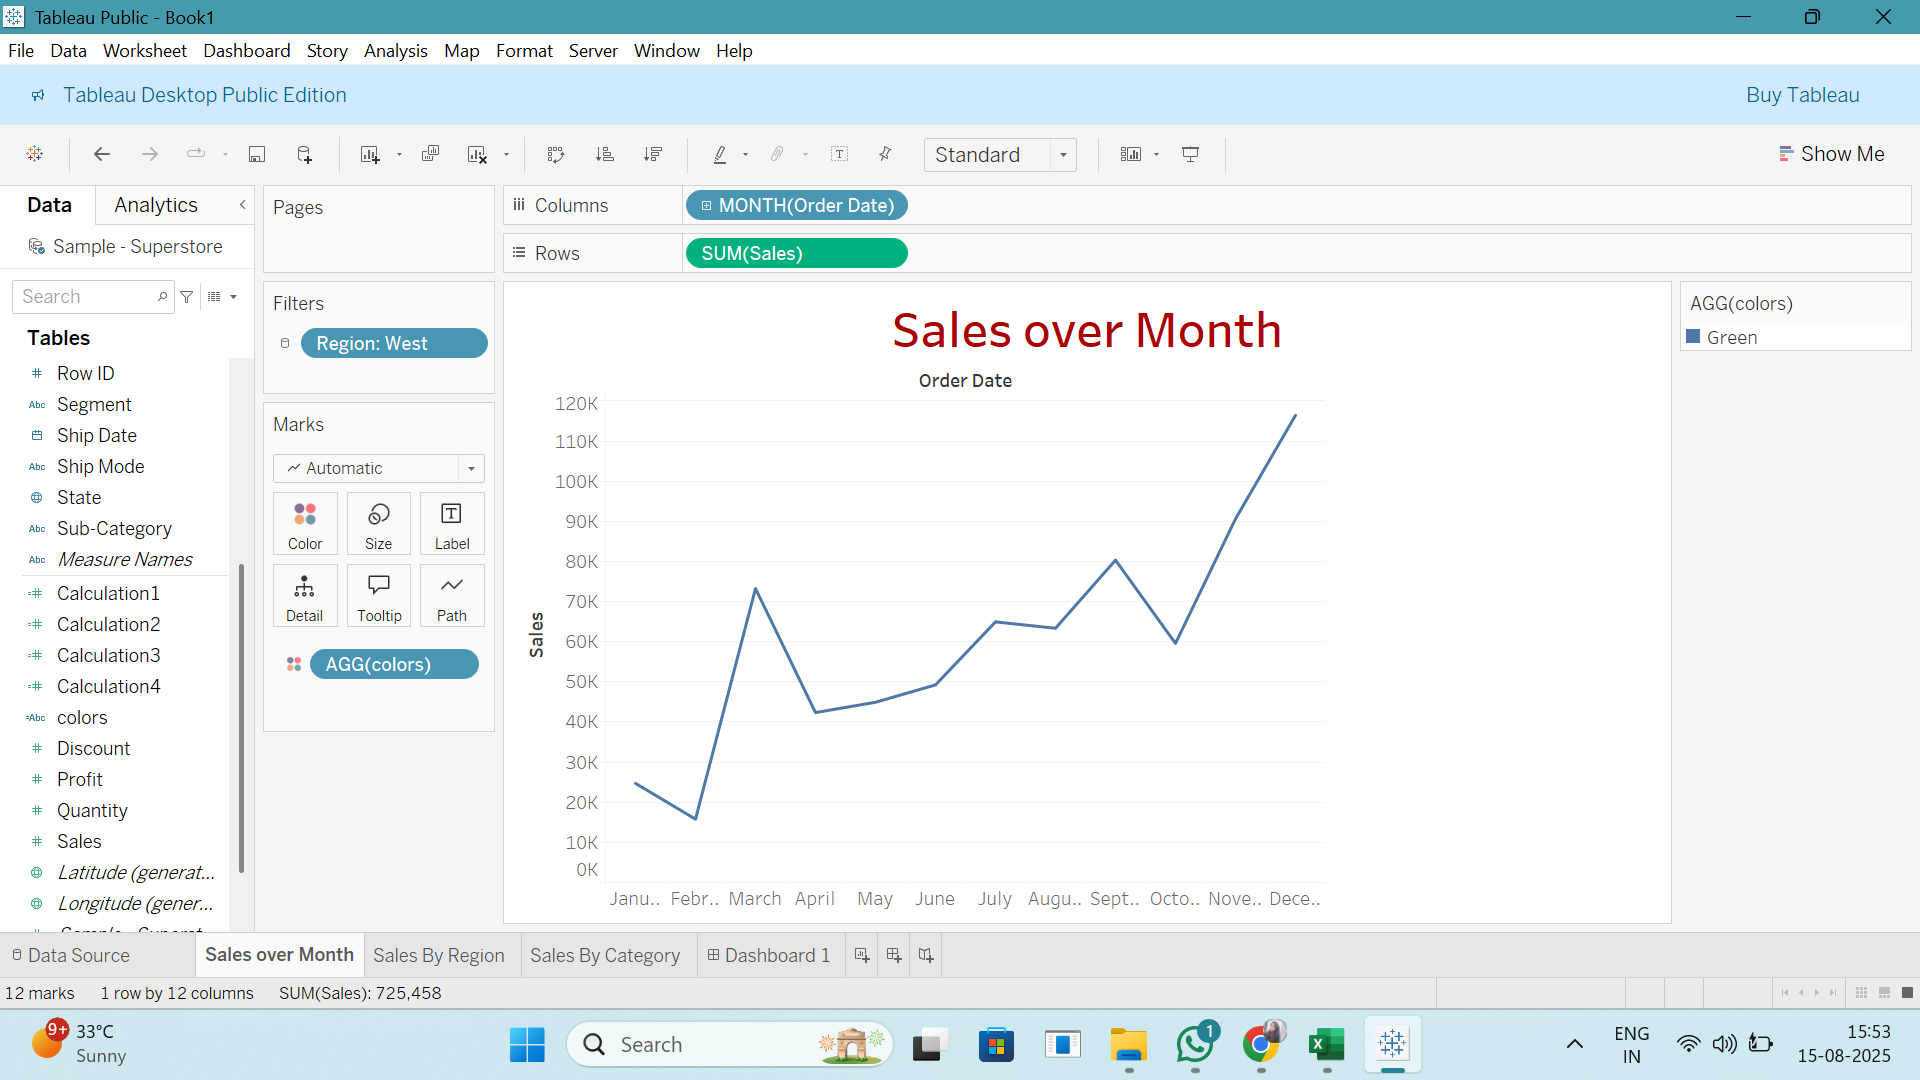 Tableau Public - Book1
File Data Worksheet Dashboard Story Analysis Map Format Server Window Help
Tableau Desktop Public Edition
Buy Tableau
Standard
Show Me
Data
Analytics
Sample - Superstore
Search
Tables
Row ID
Abc Segment
Ship Date
Abc Ship Mode
State
Abc Sub-Category
Abc Measure Names
Calculation1
Calculation2
Calculation3
Calculation4
=Abc colors
Discount
Profit
Quantity
Sales
Latitude (generat...
Longitude (gener...
Pages
Filters
Region: West
Marks
Automatic
Color
Size
Label
Detail
Tooltip
Path
AGG(colors)
Columns
MONTH(Order Date)
Rows
SUM(Sales)
Sales over Month
Order Date
120K
110K
100K
90K
80K
70K
60K
50K
40K
30K
20K
10K
0K
Sales
Janu.. Febr.. March April May June July Augu.. Sept.. Octo.. Nove.. Dece..
AGG(colors)
Green
Data Source
Sales over Month
Sales By Region
Sales By Category
Dashboard 1
12 marks 1 row by 12 columns SUM(Sales): 725,458
9+
33°C
Sunny
Search
1
ENG
IN
15:53
15-08-2025